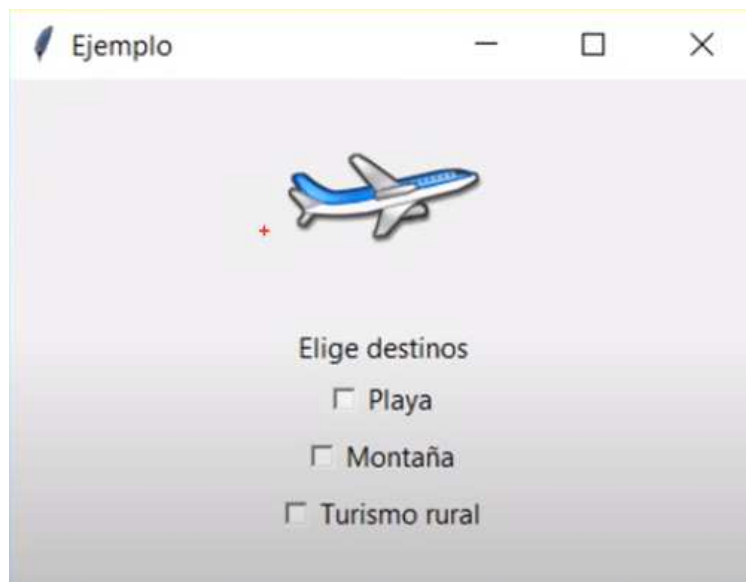 Ejemplo
Elige destinos
Playa
Montaña
Turismo rural